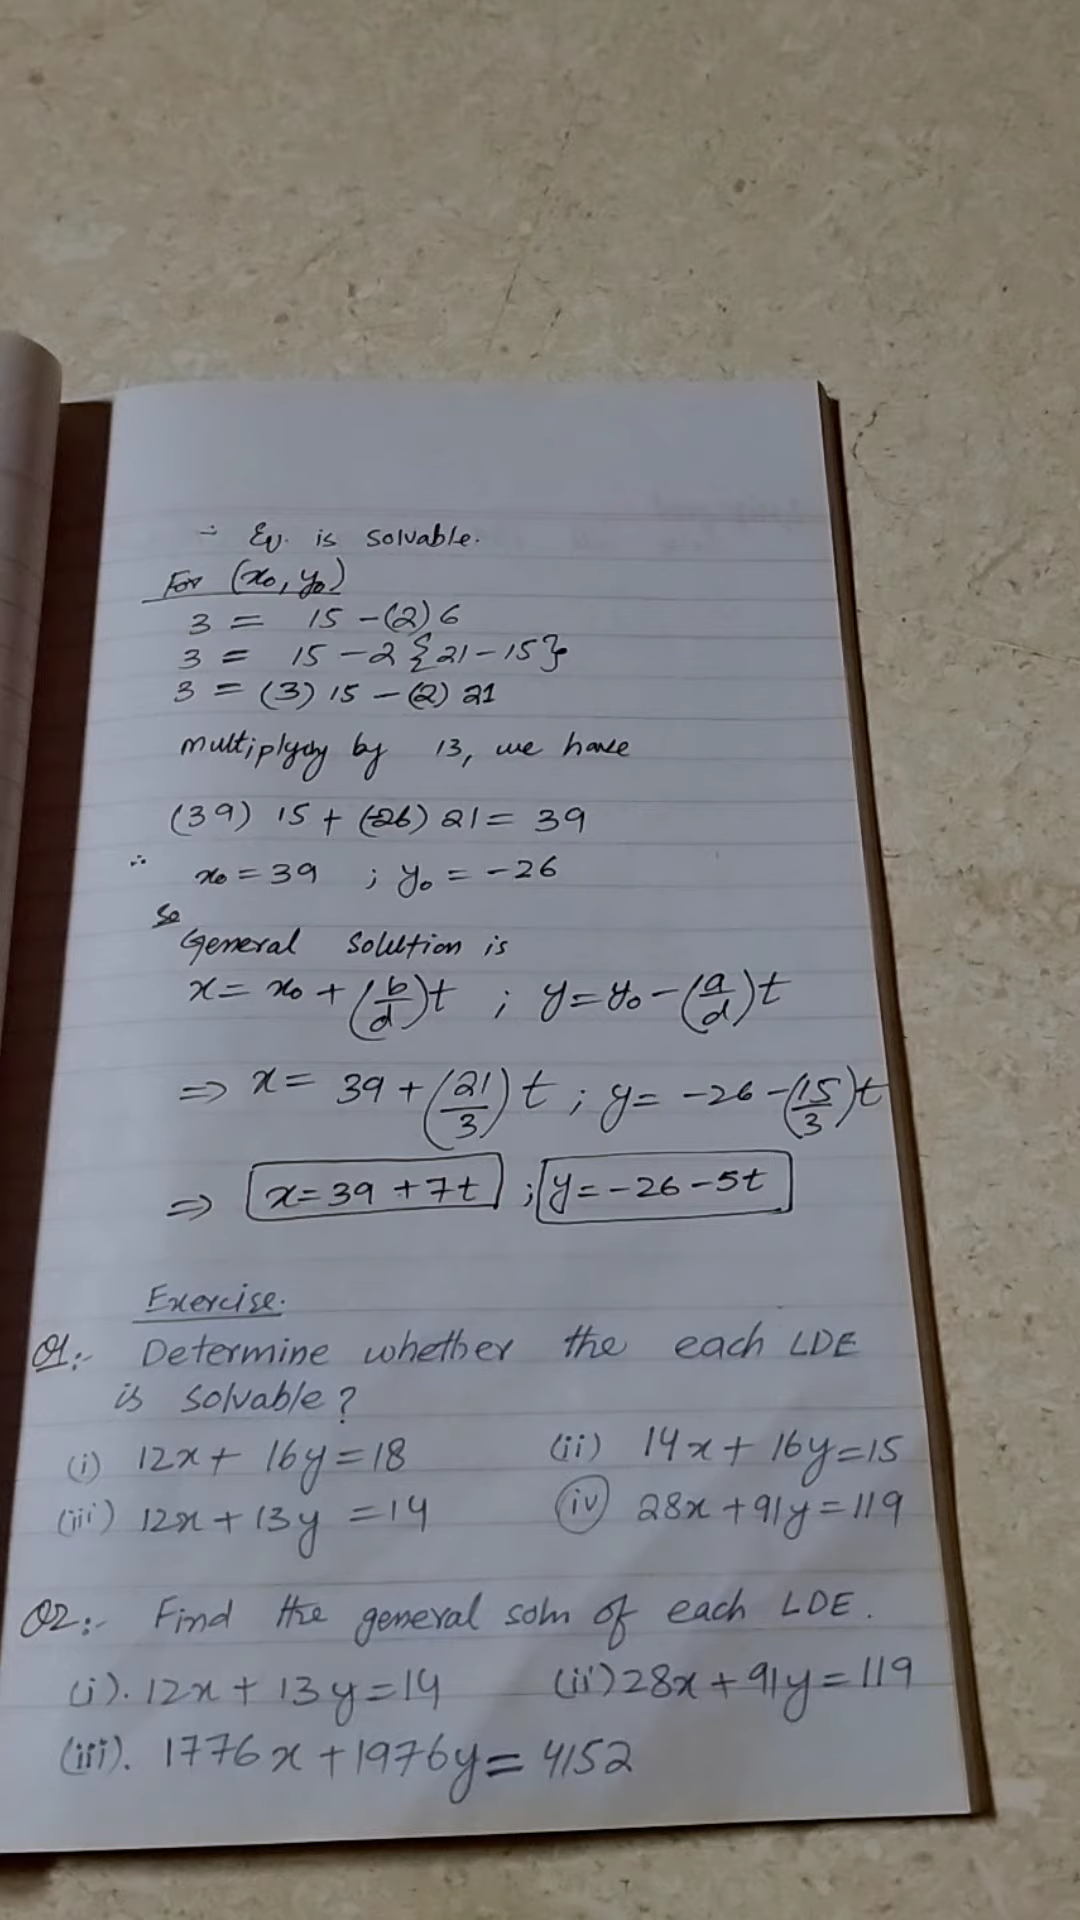 ∴ Eq. is solvable.
For (x₀, y₀)
3 = 15 - (2) 6
3 = 15 - 2 {21 - 15}
3 = (3) 15 - (2) 21
multiplying by 13, we have
(39) 15 + (-26) 21 = 39
∴ x₀ = 39 ; y₀ = -26
So
General Solution is
x = x₀ + (b/d)t ; y = y₀ - (a/d)t
⇒ x = 39 + (21/3) t ; y = -26 - (15/3)t
⇒ x = 39 + 7t ; y = -26 - 5t
Exercise.
Q1:- Determine whether the each LDE
is solvable?
(i) 12x + 16y = 18 (ii) 14x + 16y = 15
(iii) 12x + 13y = 14 (iv) 28x + 91y = 119
Q2:- Find the general soln of each LDE.
(i). 12x + 13y = 14 (ii) 28x + 91y = 119
(iii). 1776x + 1976y = 4152